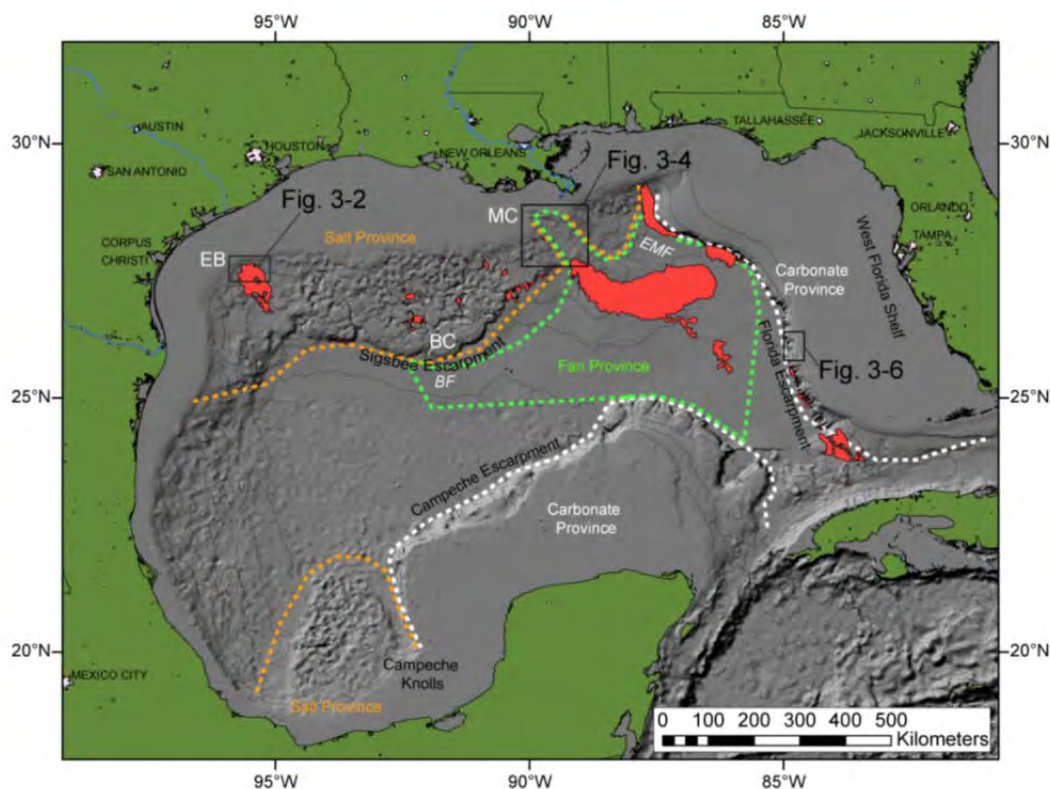 95°W
90°W
85°W
30°N
30°N
AUSTIN
HOUSTON
SAN ANTONIO
NEW ORLEANS
TALLAHASSEE
JACKSONVILLE
Fig. 3-4
Fig. 3-2
ORLANDO
TAMPA
MC
Salt Province
EMF
CORPUS
CHRISTI
EB
Carbonate
Province
West Florida Shelf
BC
Sigsbee Escarpment
BF
Fan Province
Florida Escarpment
Fig. 3-6
25°N
25°N
Campeche Escarpment
Carbonate
Province
20°N
20°N
MEXICO CITY
Campeche
Knolls
Salt Province
0 100 200 300 400 500
Kilometers
95°W
90°W
85°W